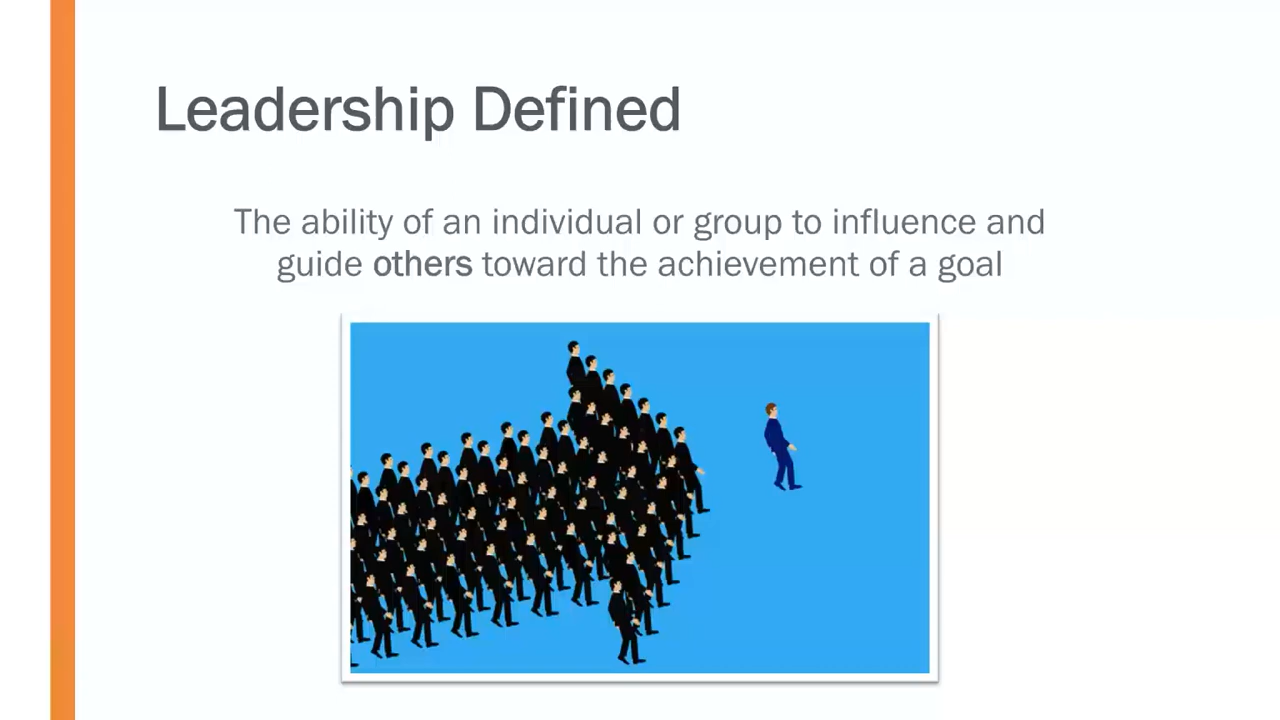 Leadership Defined
The ability of an individual or group to influence and
guide others toward the achievement of a goal